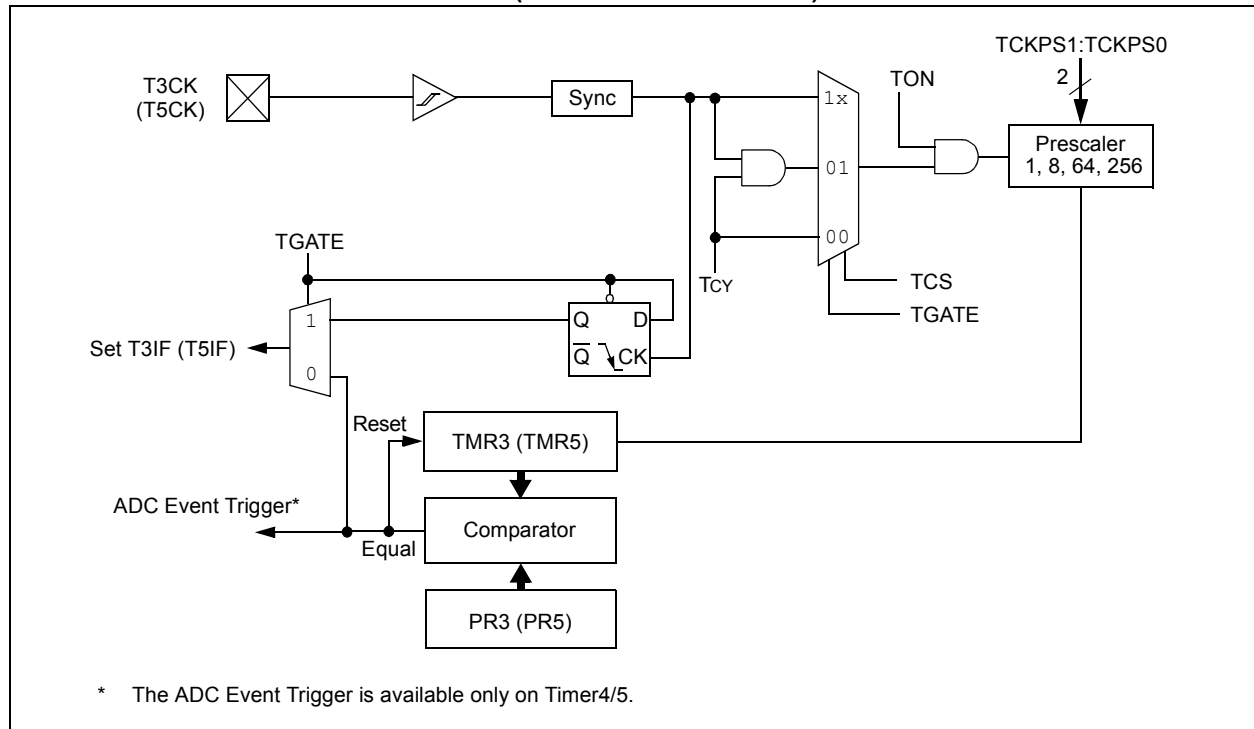 TCKPS1:TCKPS0
2
T3CK
(T5CK)
Sync
1x
TON
Prescaler
1, 8, 64, 256
01
00
TGATE
TCY
TCS
TGATE
1
Q
D
Set T3IF (T5IF)
Q
CK
0
Reset
TMR3 (TMR5)
ADC Event Trigger*
Comparator
Equal
PR3 (PR5)
* The ADC Event Trigger is available only on Timer4/5.